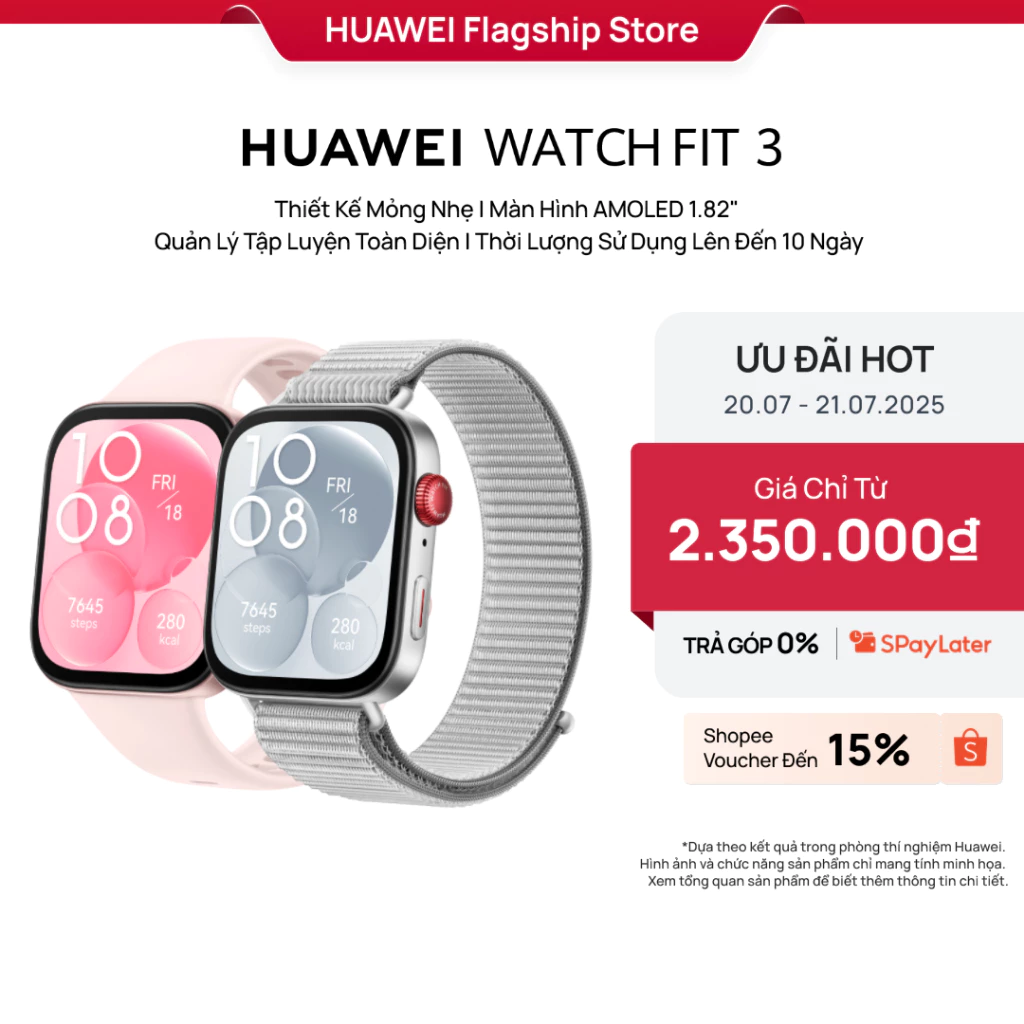 HUAWEI Flagship Store
HUAWEI WATCH FIT 3
Thiết Kế Mỏng Nhẹ I Màn Hình AMOLED 1.82"
Quản Lý Tập Luyện Toàn Diện I Thời Lượng Sử Dụng Lên Đến 10 Ngày
10
08
FRI
18
7645
steps
280
kcal
10
08
FRI
18
7645
steps
280
kcal
ƯU ĐÃI HOT
20.07 - 21.07.2025
Giá Chỉ Từ
2.350.000₫
TRẢ GÓP 0% | SPayLater
Shopee
Voucher Đến 15%
S
*Dựa theo kết quả trong phòng thí nghiệm Huawei.
Hình ảnh và chức năng sản phẩm chỉ mang tính minh họa.
Xem tổng quan sản phẩm để biết thêm thông tin chi tiết.